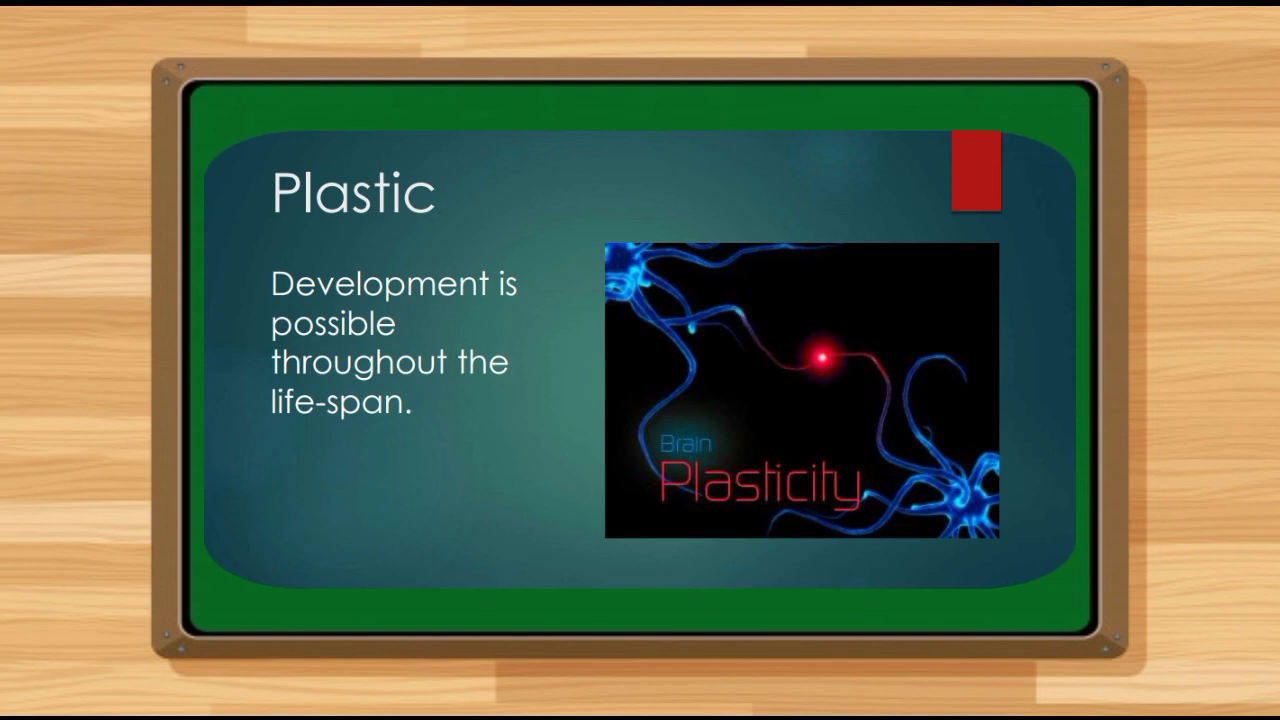 Plastic
Development is
possible
throughout the
life-span.
Brain
Plasticity